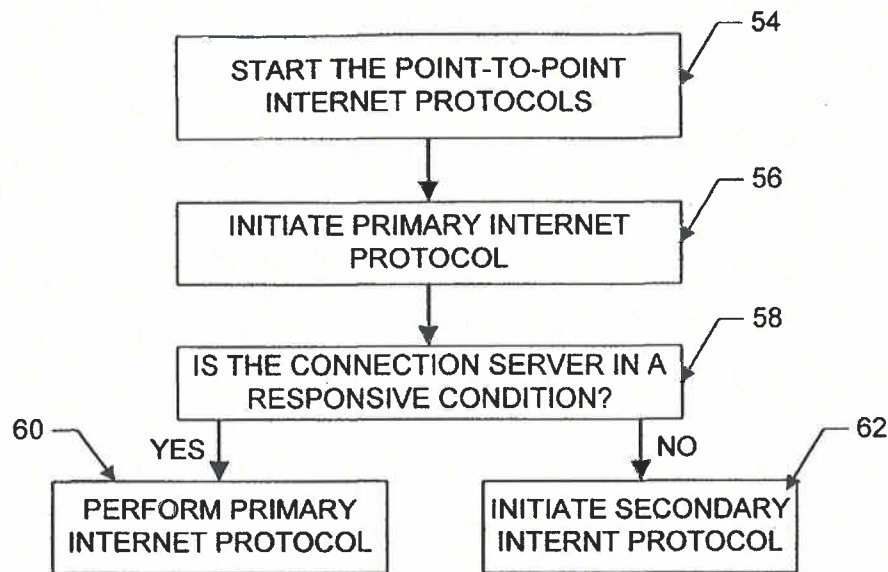 54
START THE POINT-TO-POINT
INTERNET PROTOCOLS
56
INITIATE PRIMARY INTERNET
PROTOCOL
58
IS THE CONNECTION SERVER IN A
RESPONSIVE CONDITION?
60
YES
NO
62
PERFORM PRIMARY
INTERNET PROTOCOL
INITIATE SECONDARY
INTERNT PROTOCOL